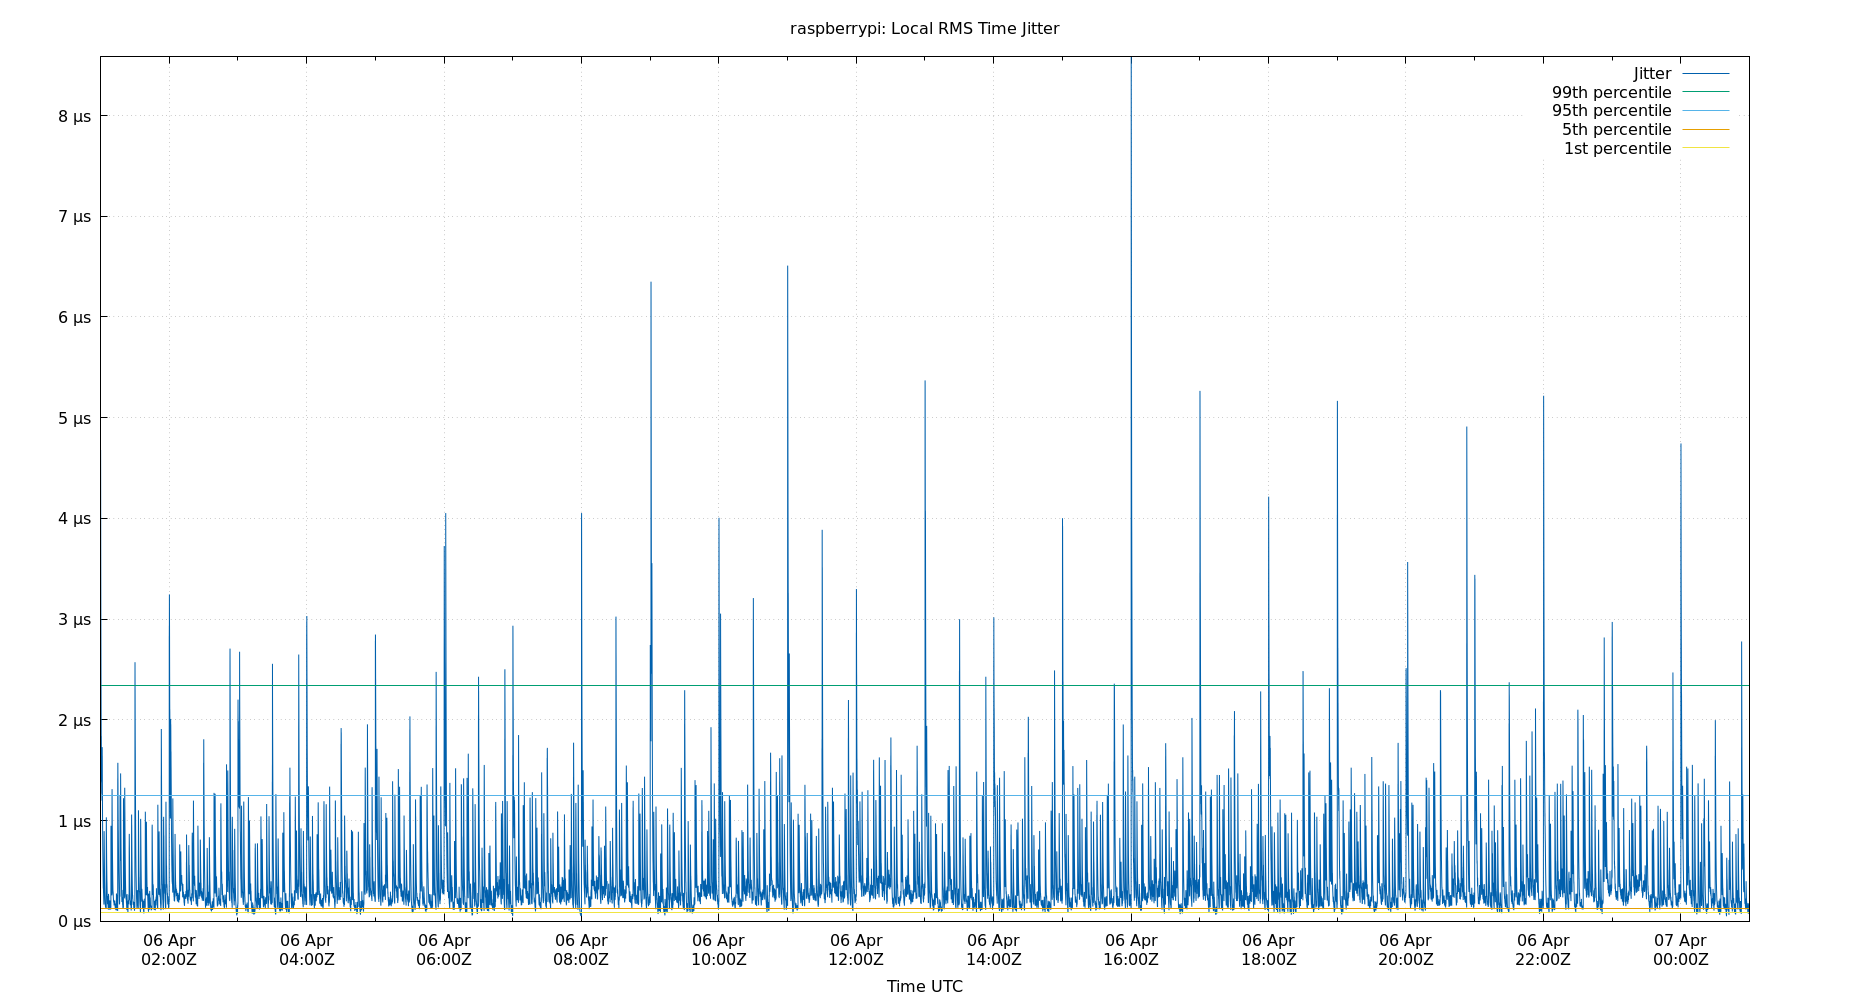 raspberrypi: Local RMS Time Jitter
Jitter
99th percentile
95th percentile
5th percentile
1st percentile
8 µs
7 µs
6 µs
5 µs
4 µs
3 µs
2 µs
1 µs
0 µs
06 Apr 06 Apr 06 Apr 06 Apr 06 Apr 06 Apr 06 Apr 06 Apr 06 Apr 06 Apr 06 Apr 07 Apr
02:00Z 04:00Z 06:00Z 08:00Z 10:00Z 12:00Z 14:00Z 16:00Z 18:00Z 20:00Z 22:00Z 00:00Z
Time UTC